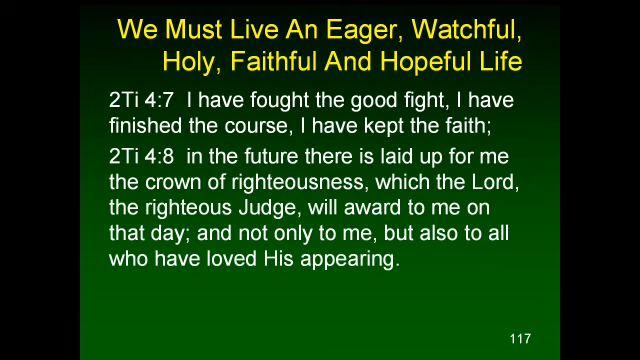 We Must Live An Eager, Watchful,
Holy, Faithful And Hopeful Life
2Ti 4:7  I have fought the good fight, I have
finished the course, I have kept the faith;
2Ti 4:8  in the future there is laid up for me
the crown of righteousness, which the Lord,
the righteous Judge, will award to me on
that day; and not only to me, but also to all
who have loved His appearing.
117